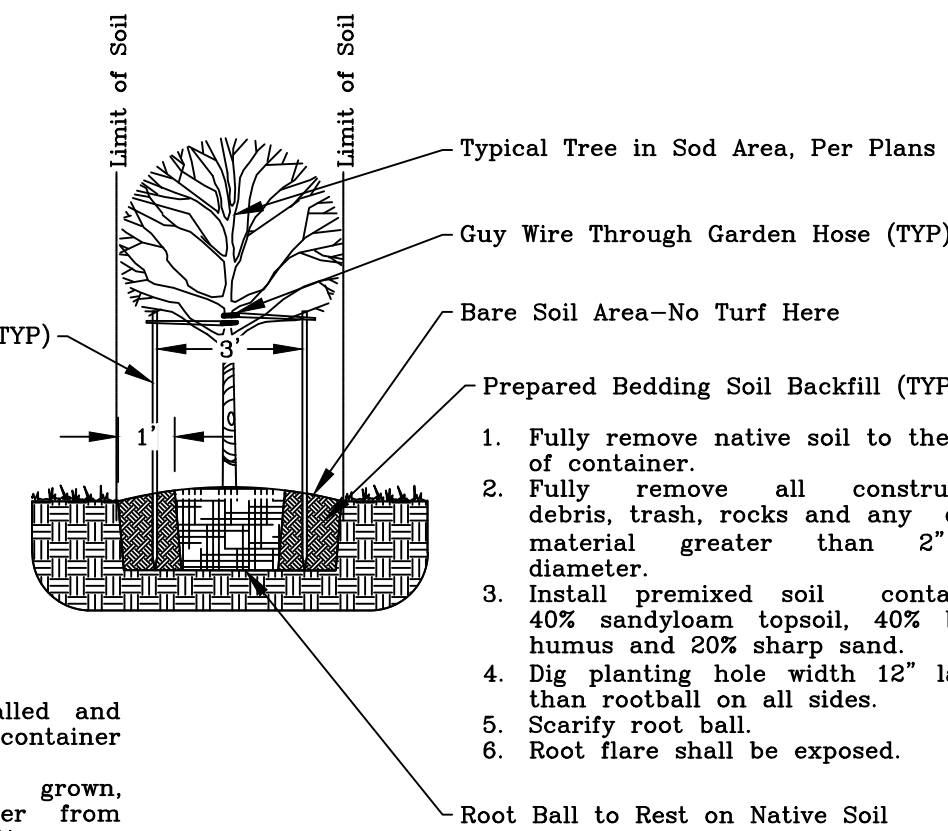 Limit of Soil
Limit of Soil
Typical Tree in Sod Area, Per Plans
Guy Wire Through Garden Hose (TYP)
Bare Soil Area—No Turf Here
TYP)
3'
Prepared Bedding Soil Backfill (TYP
1'
1. Fully remove native soil to the
of container.
2. Fully remove all constru
debris, trash, rocks and any
material greater than 2"
diameter.
3. Install premixed soil conta
40% sandyloam topsoil, 40%
humus and 20% sharp sand.
4. Dig planting hole width 12" la
than rootball on all sides.
5. Scarify root ball.
6. Root flare shall be exposed.
alled and
container
grown,
er from
Root Ball to Rest on Native Soil